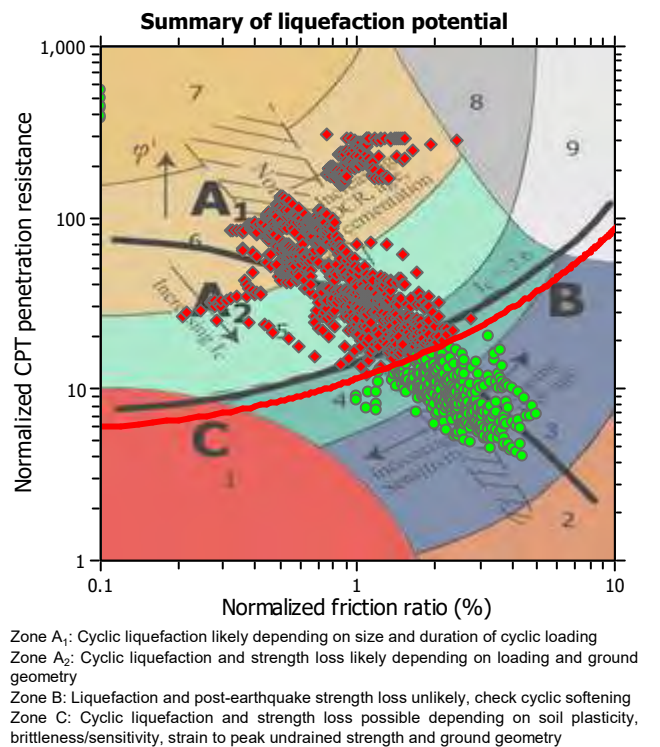 Summary of liquefaction potential
1,000
7
8
9
φ'
A1
100
6
A2
Increasing Ic
5
B
10
4
3
C
1
2
1
0.1
1
10
Normalized CPT penetration resistance
Normalized friction ratio (%)
Zone A1: Cyclic liquefaction likely depending on size and duration of cyclic loading
Zone A2: Cyclic liquefaction and strength loss likely depending on loading and ground
geometry
Zone B: Liquefaction and post-earthquake strength loss unlikely, check cyclic softening
Zone C: Cyclic liquefaction and strength loss possible depending on soil plasticity,
brittleness/sensitivity, strain to peak undrained strength and ground geometry